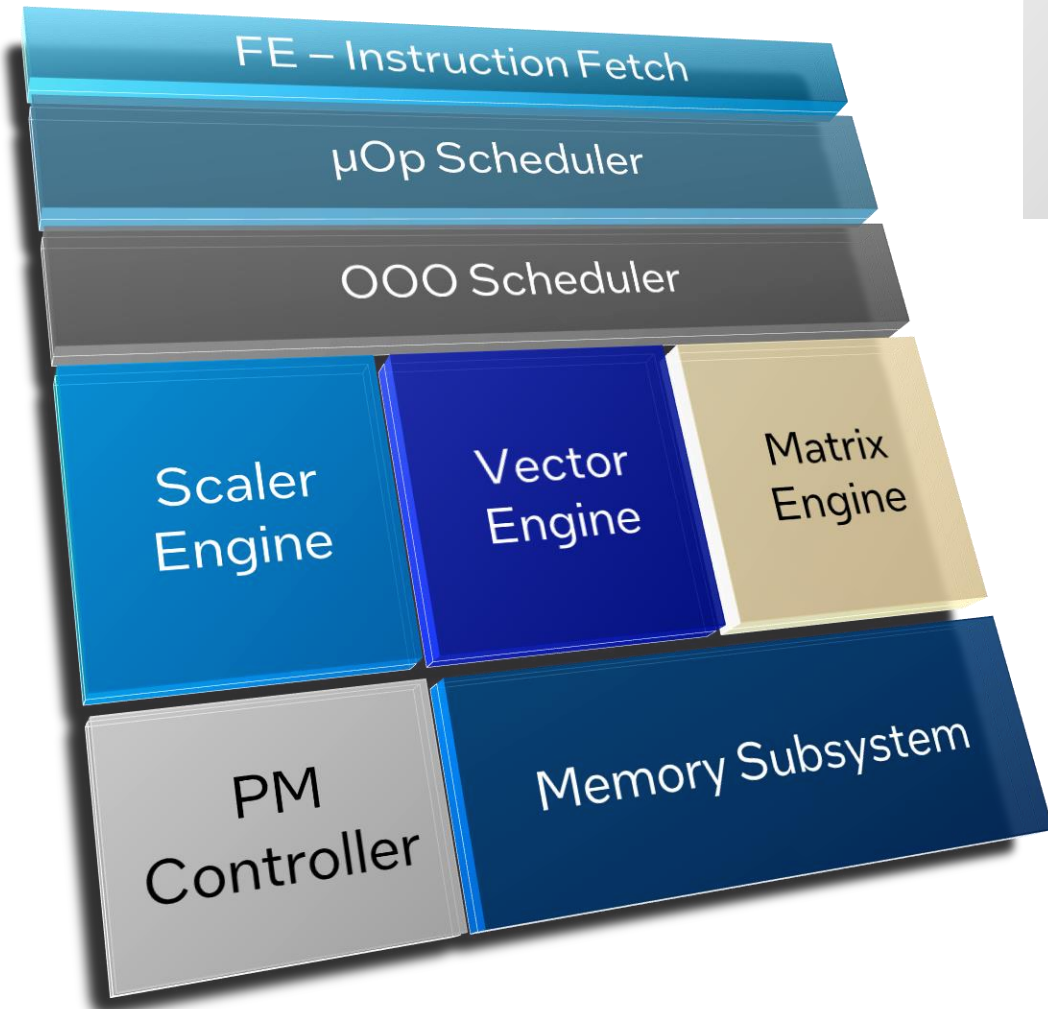 FE – Instruction Fetch
µOp Scheduler
OOO Scheduler
Scaler
Engine
Vector
Engine
Matrix
Engine
PM
Controller
Memory Subsystem